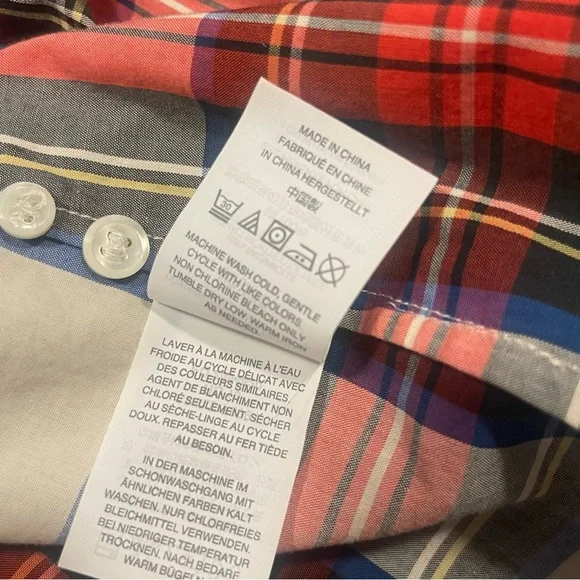 MADE IN CHINA
FABRIQUÉ EN CHINE
IN CHINA HERGESTELLT
中国製
30
MACHINE WASH COLD, GENTLE
CYCLE WITH LIKE COLORS.
NON CHLORINE BLEACH ONLY
TUMBLE DRY LOW. WARM IRON
AS NEEDED.
LAVER À LA MACHINE À L'EAU
FROIDE AU CYCLE DÉLICAT AVEC
DES COULEURS SIMILAIRES.
AGENT DE BLANCHIMENT NON
CHLORÉ SEULEMENT. SÉCHER
AU SÈCHE-LINGE AU CYCLE
DOUX. REPASSER AU FER TIÈDE
AU BESOIN.
IN DER MASCHINE IM
SCHONWASCHGANG MIT
ÄHNLICHEN FARBEN KALT
WASCHEN. NUR CHLORFREIES
BLEICHMITTEL VERWENDEN.
BEI NIEDRIGER TEMPERATUR
TROCKNEN. NACH BEDARF
WARM BÜGELN